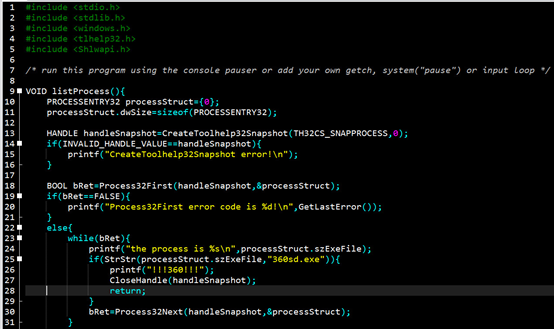 1 #include <stdio.h>
2 #include <stdlib.h>
3 #include <windows.h>
4 #include <tlhelp32.h>
5 #include <Shlwapi.h>
6
7 /* run this program using the console pauser or add your own getch, system("pause") or input loop */
8
9 VOID listProcess(){
10 PROCESSENTRY32 processStruct={0};
11 processStruct.dwSize=sizeof(PROCESSENTRY32);
12
13 HANDLE handleSnapshot=CreateToolhelp32Snapshot(TH32CS_SNAPPROCESS,0);
14 if(INVALID_HANDLE_VALUE==handleSnapshot){
15 printf("CreateToolhelp32Snapshot error!\n");
16 }
17
18 BOOL bRet=Process32First(handleSnapshot,&processStruct);
19 if(bRet==FALSE){
20 printf("Process32First error code is %d!\n",GetLastError());
21 }
22 else{
23 while(bRet){
24 printf("the process is %s\n",processStruct.szExeFile);
25 if(StrStr(processStruct.szExeFile,"360sd.exe")){
26 printf("!!!360!!!");
27 CloseHandle(handleSnapshot);
28 return;
29 }
30 bRet=Process32Next(handleSnapshot,&processStruct);
31 }